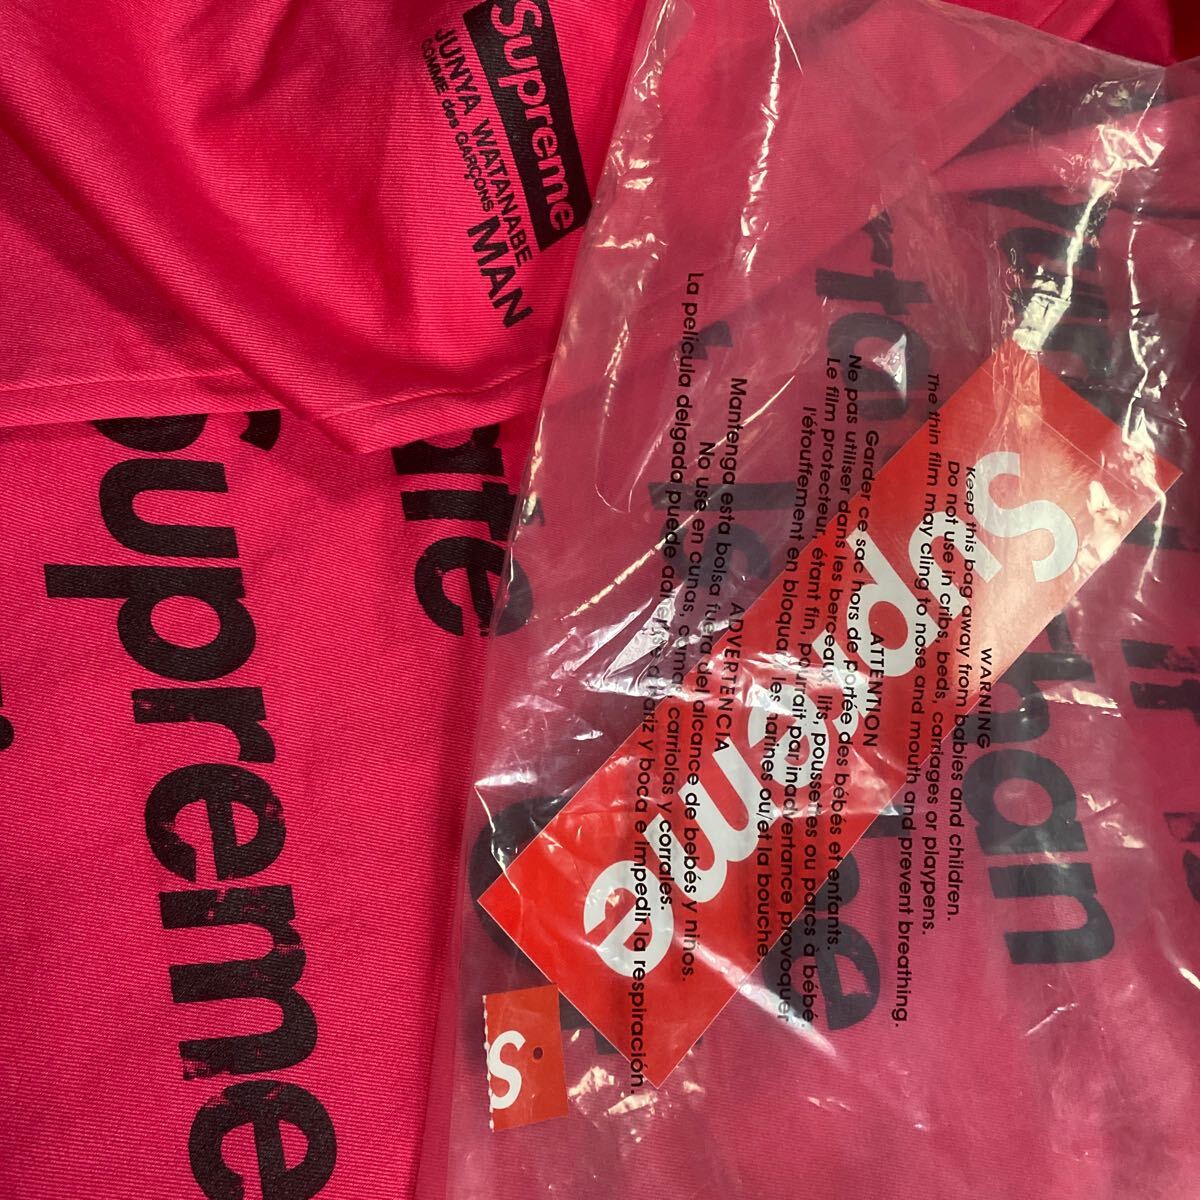 Supreme
JUNYA WATANABE
COMME des GARÇONS MAN
Supreme
WARNING
Keep this bag away from babies and children.
Do not use in cribs, beds, carriages or playpens.
The thin film may cling to nose and mouth and prevent breathing.
ATTENTION
Garder ce sac hors de portée des bébés et enfants.
Ne pas utiliser dans les berceaux, lits, poussettes ou parcs à bébé.
Le film protecteur, étant fin, pourrait par inadvertance provoquer
l'étouffement en bloquant les narines ou/et la bouche.
ADVERTENCIA
Mantenga esta bolsa fuera del alcance de bebés y niños.
No use en cunas, camas, carriolas y corrales.
La película delgada puede adherirse a nariz y boca e impedir la respiración.
Supreme
S
than